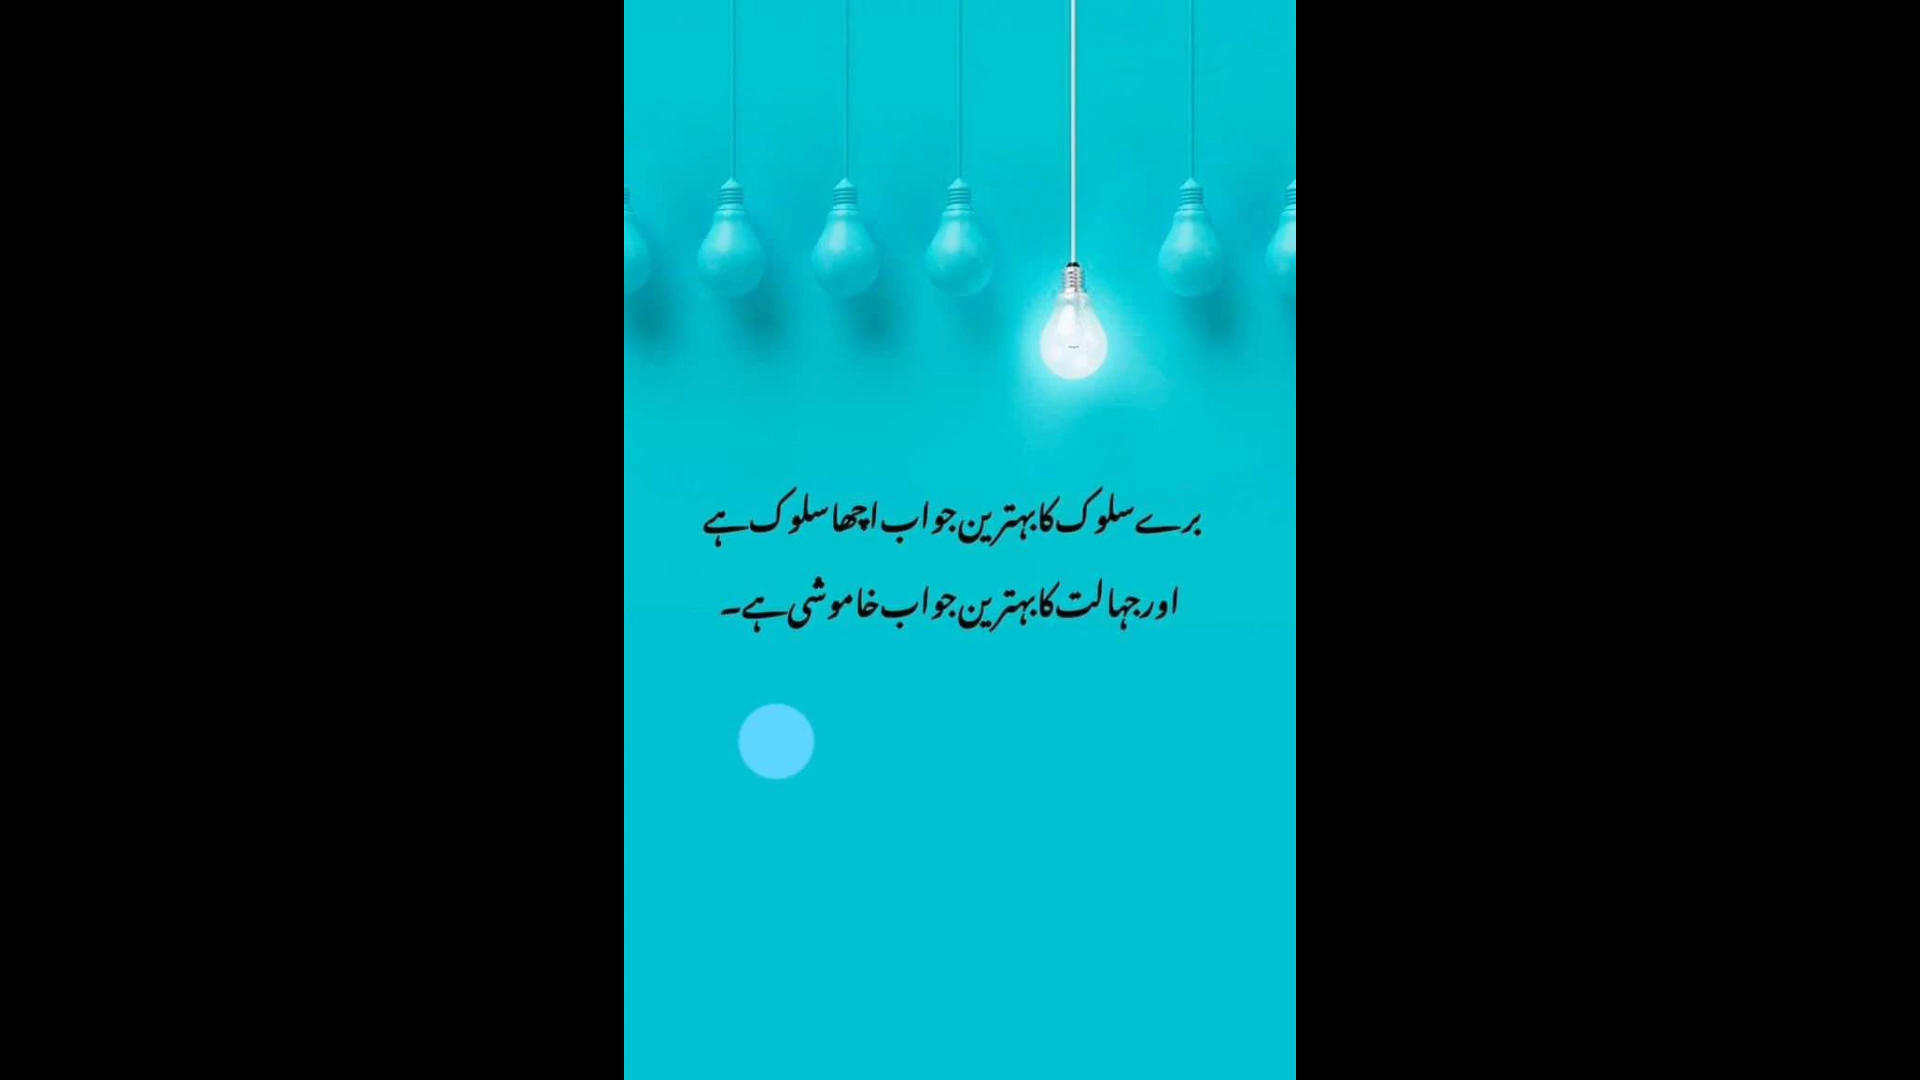 برے سلوک کا بہترین جواب اچھا سلوک ہے
اور جہالت کا بہترین جواب خاموشی ہے۔